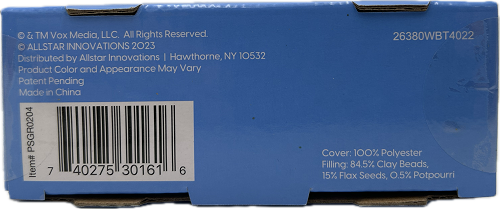 © & TM Vox Media, LLC. All Rights Reserved.
© ALLSTAR INNOVATIONS 2023
Distributed by Allstar Innovations | Hawthorne, NY 10532
Product Color and Appearance May Vary
Patent Pending
Made in China
26380WBT4022
Item# PSGR0204
7 40275 30161 6
Cover: 100% Polyester
Filling: 84.5% Clay Beads,
15% Flax Seeds, 0.5% Potpourri